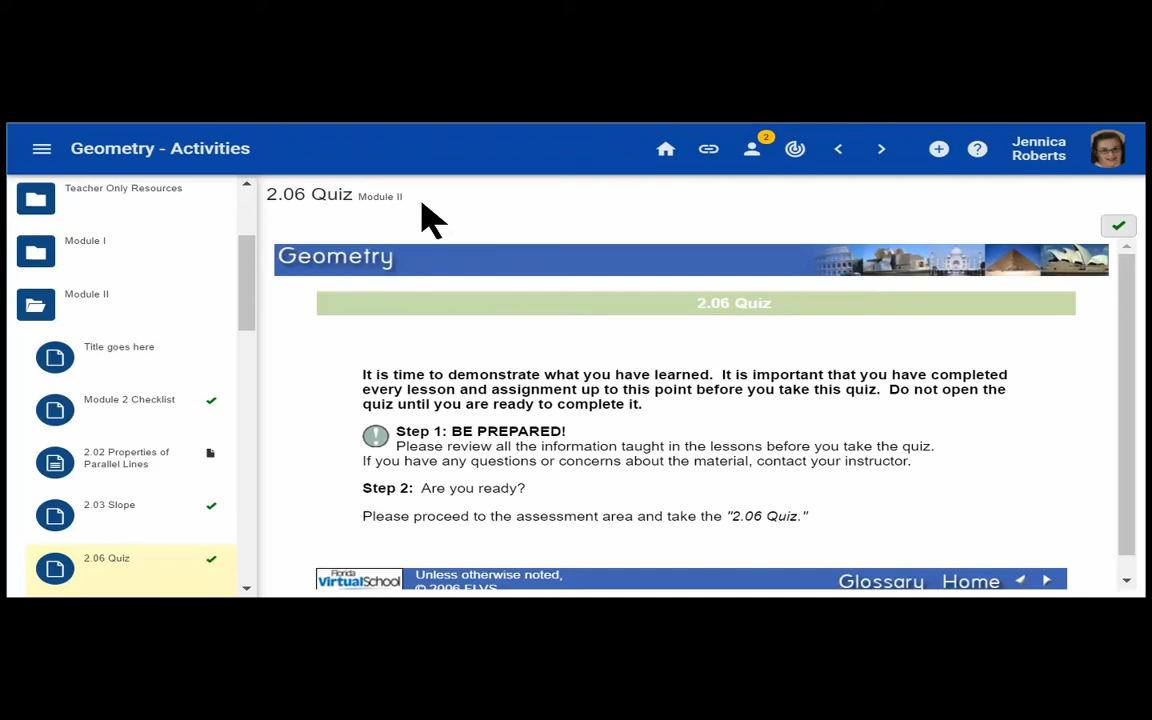 Geometry - Activities
2
Jennica
Roberts
Teacher Only Resources
Module I
Module II
Title goes here
Module 2 Checklist
2.02 Properties of
Parallel Lines
2.03 Slope
2.06 Quiz
2.06 Quiz Module II
Geometry
2.06 Quiz
It is time to demonstrate what you have learned. It is important that you have completed
every lesson and assignment up to this point before you take this quiz. Do not open the
quiz until you are ready to complete it.
Step 1: BE PREPARED!
Please review all the information taught in the lessons before you take the quiz.
If you have any questions or concerns about the material, contact your instructor.
Step 2: Are you ready?
Please proceed to the assessment area and take the "2.06 Quiz."
Florida
VirtualSchool
Unless otherwise noted,
© 2006 FLVS
Glossary Home